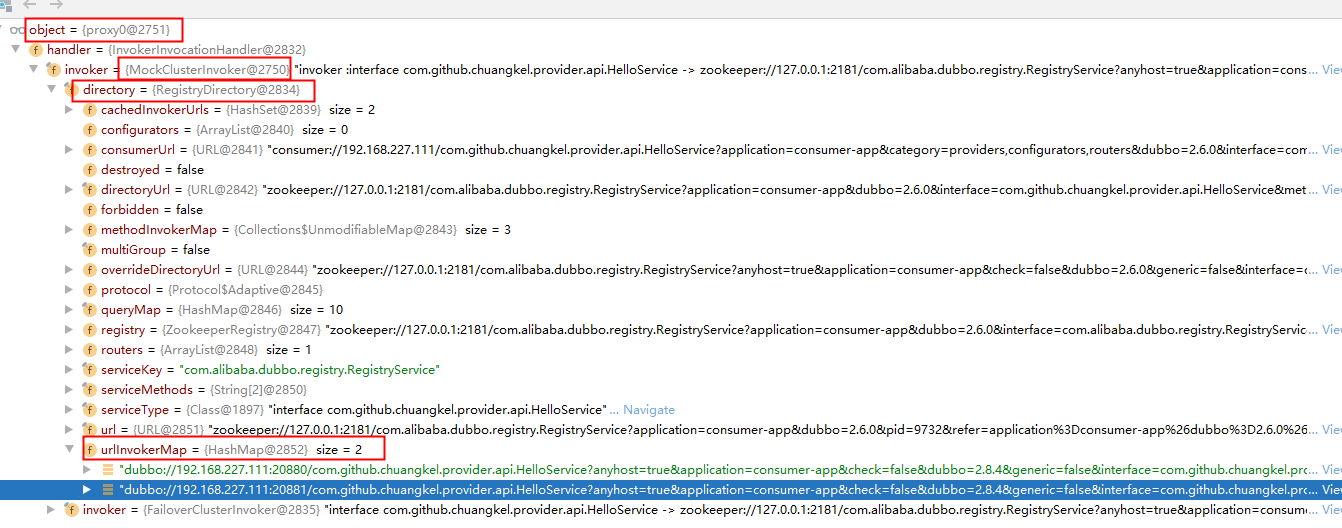 object = {proxy0@2751}
handler = {InvokerInvocationHandler@2832}
invoker = {MockClusterInvoker@2750} "invoker :interface com.github.chuangkel.provider.api.HelloService -> zookeeper://127.0.0.1:2181/com.alibaba.dubbo.registry.RegistryService?anyhost=true&application=cons... View
directory = {RegistryDirectory@2834}
cachedInvokerUrls = {HashSet@2839} size = 2
configurators = {ArrayList@2840} size = 0
consumerUrl = {URL@2841} "consumer://192.168.227.111/com.github.chuangkel.provider.api.HelloService?application=consumer-app&category=providers,configurators,routers&dubbo=2.6.0&interface=com... View
destroyed = false
directoryUrl = {URL@2842} "zookeeper://127.0.0.1:2181/com.alibaba.dubbo.registry.RegistryService?application=consumer-app&dubbo=2.6.0&interface=com.github.chuangkel.provider.api.HelloService&met... View
forbidden = false
methodInvokerMap = {Collections$UnmodifiableMap@2843} size = 3
multiGroup = false
overrideDirectoryUrl = {URL@2844} "zookeeper://127.0.0.1:2181/com.alibaba.dubbo.registry.RegistryService?anyhost=true&application=consumer-app&check=false&dubbo=2.6.0&generic=false&interface=c... View
protocol = {Protocol$Adaptive@2845}
queryMap = {HashMap@2846} size = 10
registry = {ZookeeperRegistry@2847} "zookeeper://127.0.0.1:2181/com.alibaba.dubbo.registry.RegistryService?application=consumer-app&dubbo=2.6.0&interface=com.alibaba.dubbo.registry.RegistryServic... View
routers = {ArrayList@2848} size = 1
serviceKey = "com.alibaba.dubbo.registry.RegistryService"
serviceMethods = {String[2]@2850}
serviceType = {Class@1897} "interface com.github.chuangkel.provider.api.HelloService" ... Navigate
url = {URL@2851} "zookeeper://127.0.0.1:2181/com.alibaba.dubbo.registry.RegistryService?application=consumer-app&dubbo=2.6.0&pid=9732&refer=application%3Dconsumer-app%26dubbo%3D2.6.0%26... View
urlInvokerMap = {HashMap@2852} size = 2
"dubbo://192.168.227.111:20880/com.github.chuangkel.provider.api.HelloService?anyhost=true&application=consumer-app&check=false&dubbo=2.8.4&generic=false&interface=com.github.chuangkel.prc... View
"dubbo://192.168.227.111:20881/com.github.chuangkel.provider.api.HelloService?anyhost=true&application=consumer-app&check=false&dubbo=2.8.4&generic=false&interface=com.github.chuangkel.prc... View
invoker = {FailoverClusterInvoker@2835} "interface com.github.chuangkel.provider.api.HelloService -> zookeeper://127.0.0.1:2181/com.alibaba.dubbo.registry.RegistryService?anyhost=true&application=consuma... View